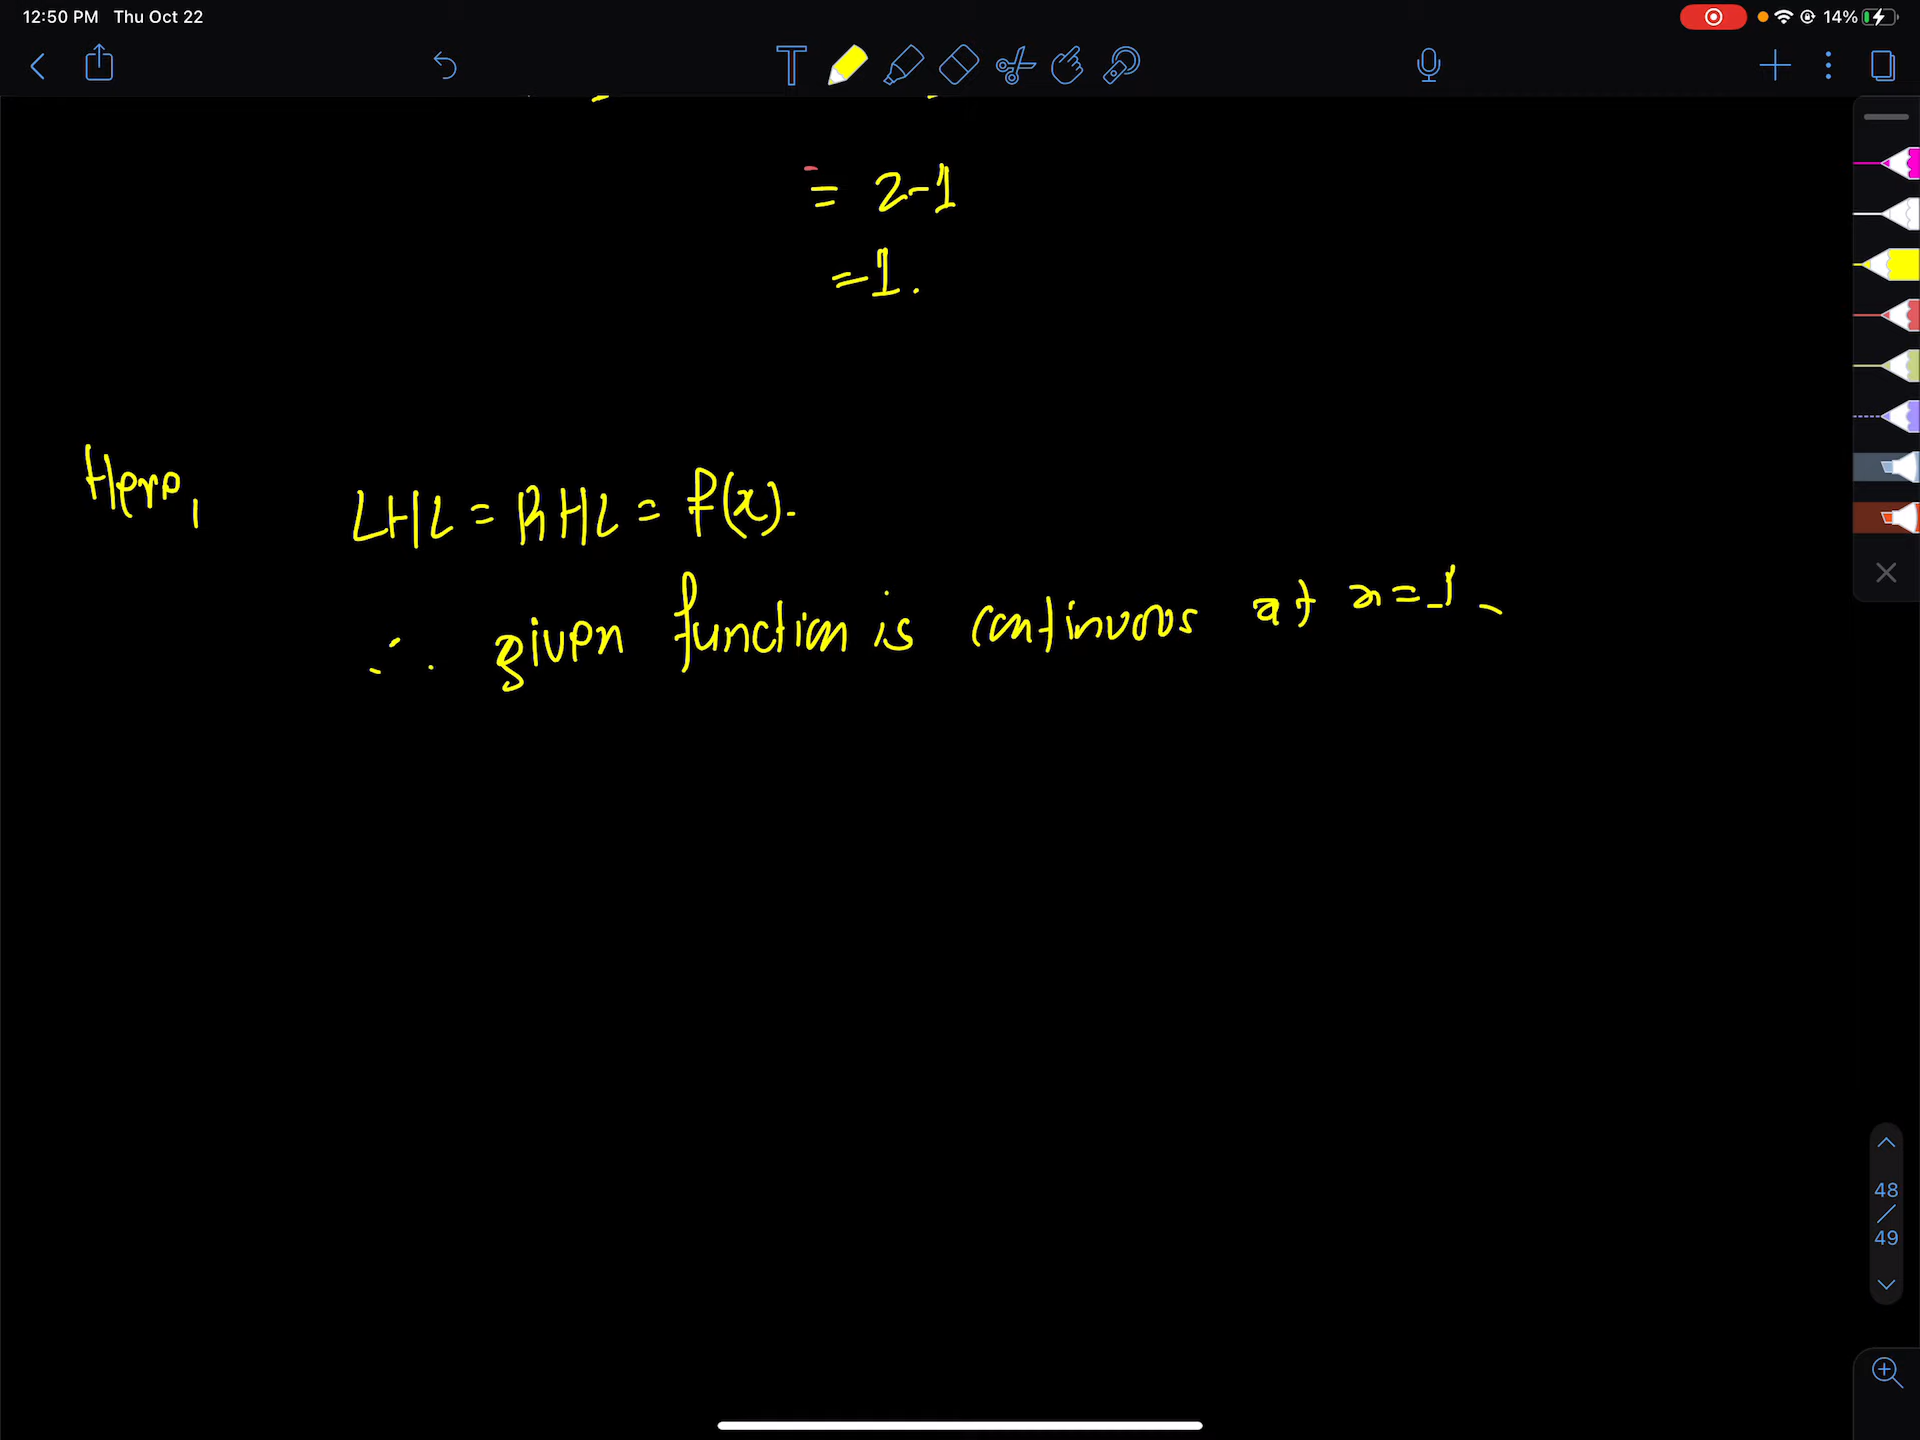 12:50 PM Thu Oct 22 14%
= 2-1
=1.
Here,
LHL = RHL = f(x).
∴ given function is continuous at x=1.
48
/
49